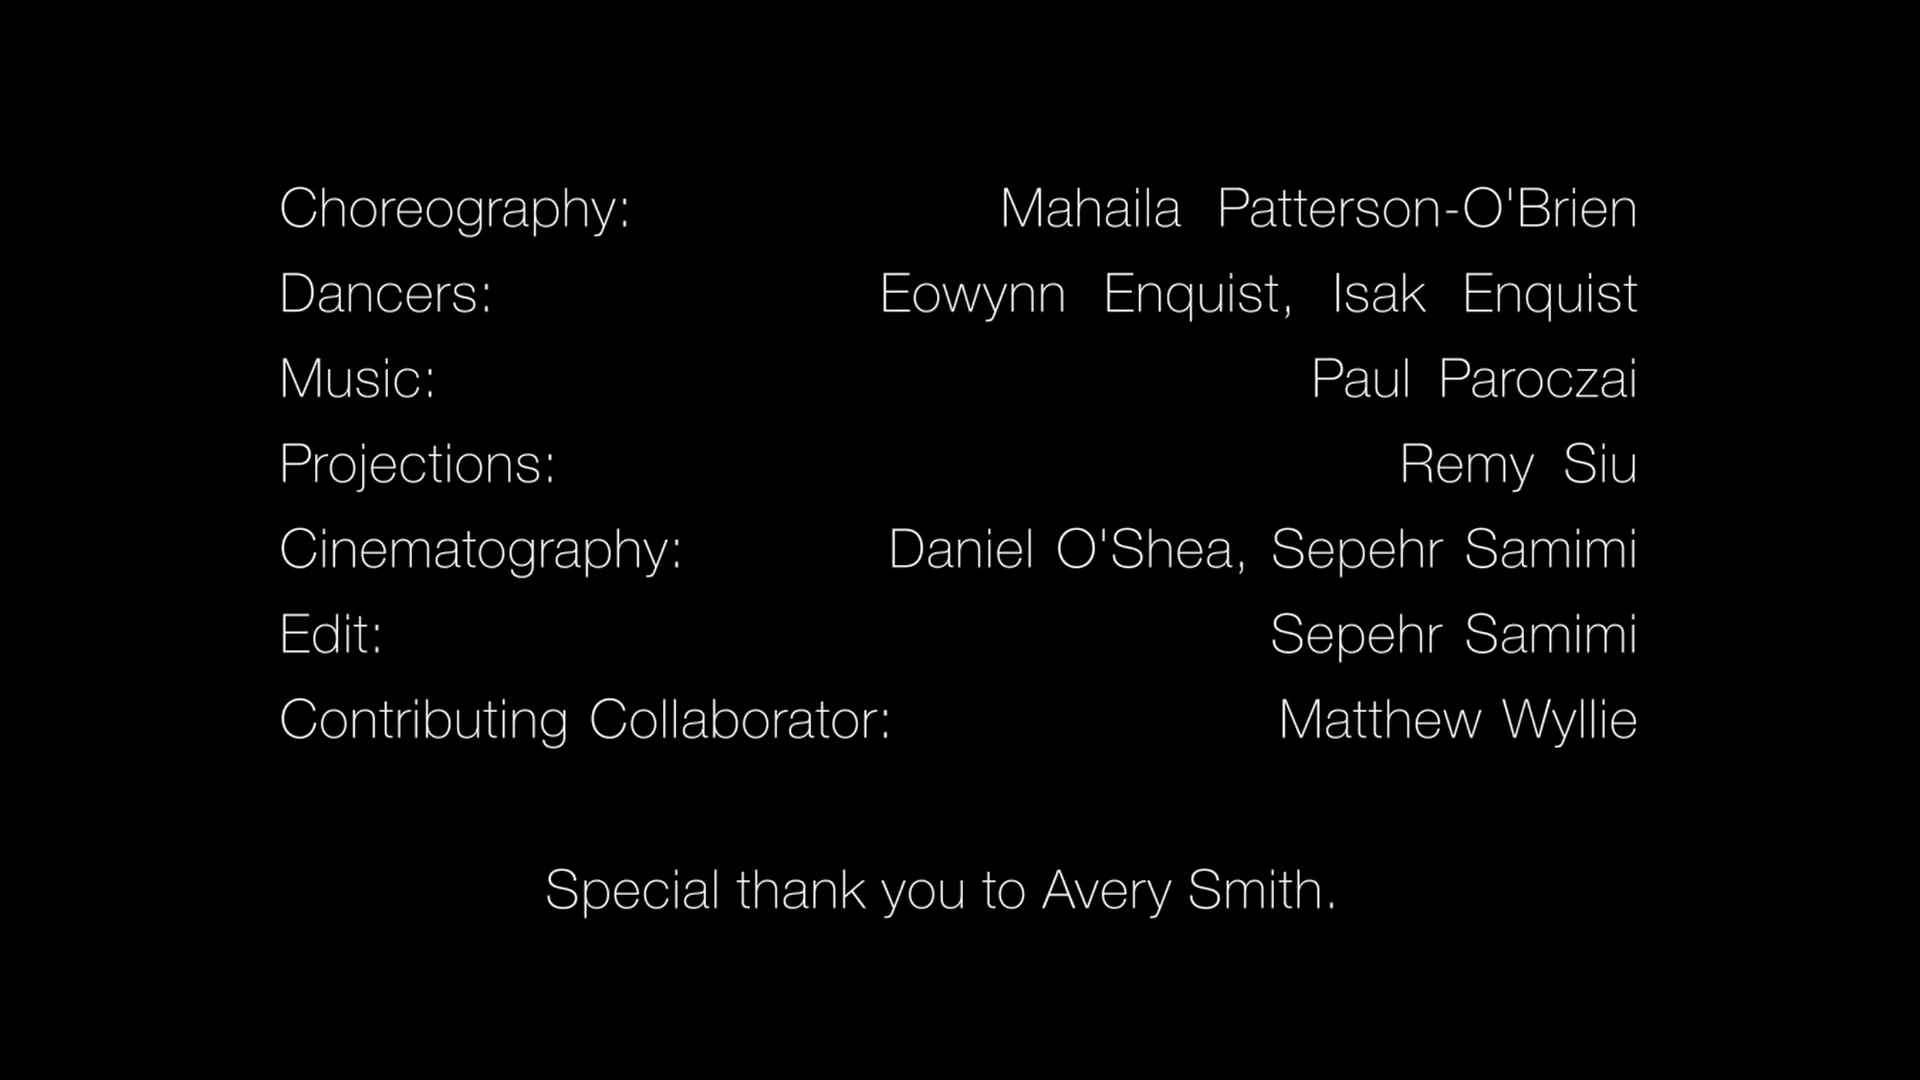 Choreography: Mahaila Patterson-O'Brien
Dancers: Eowynn Enquist, Isak Enquist
Music: Paul Paroczai
Projections: Remy Siu
Cinematography: Daniel O'Shea, Sepehr Samimi
Edit: Sepehr Samimi
Contributing Collaborator: Matthew Wyllie
Special thank you to Avery Smith.